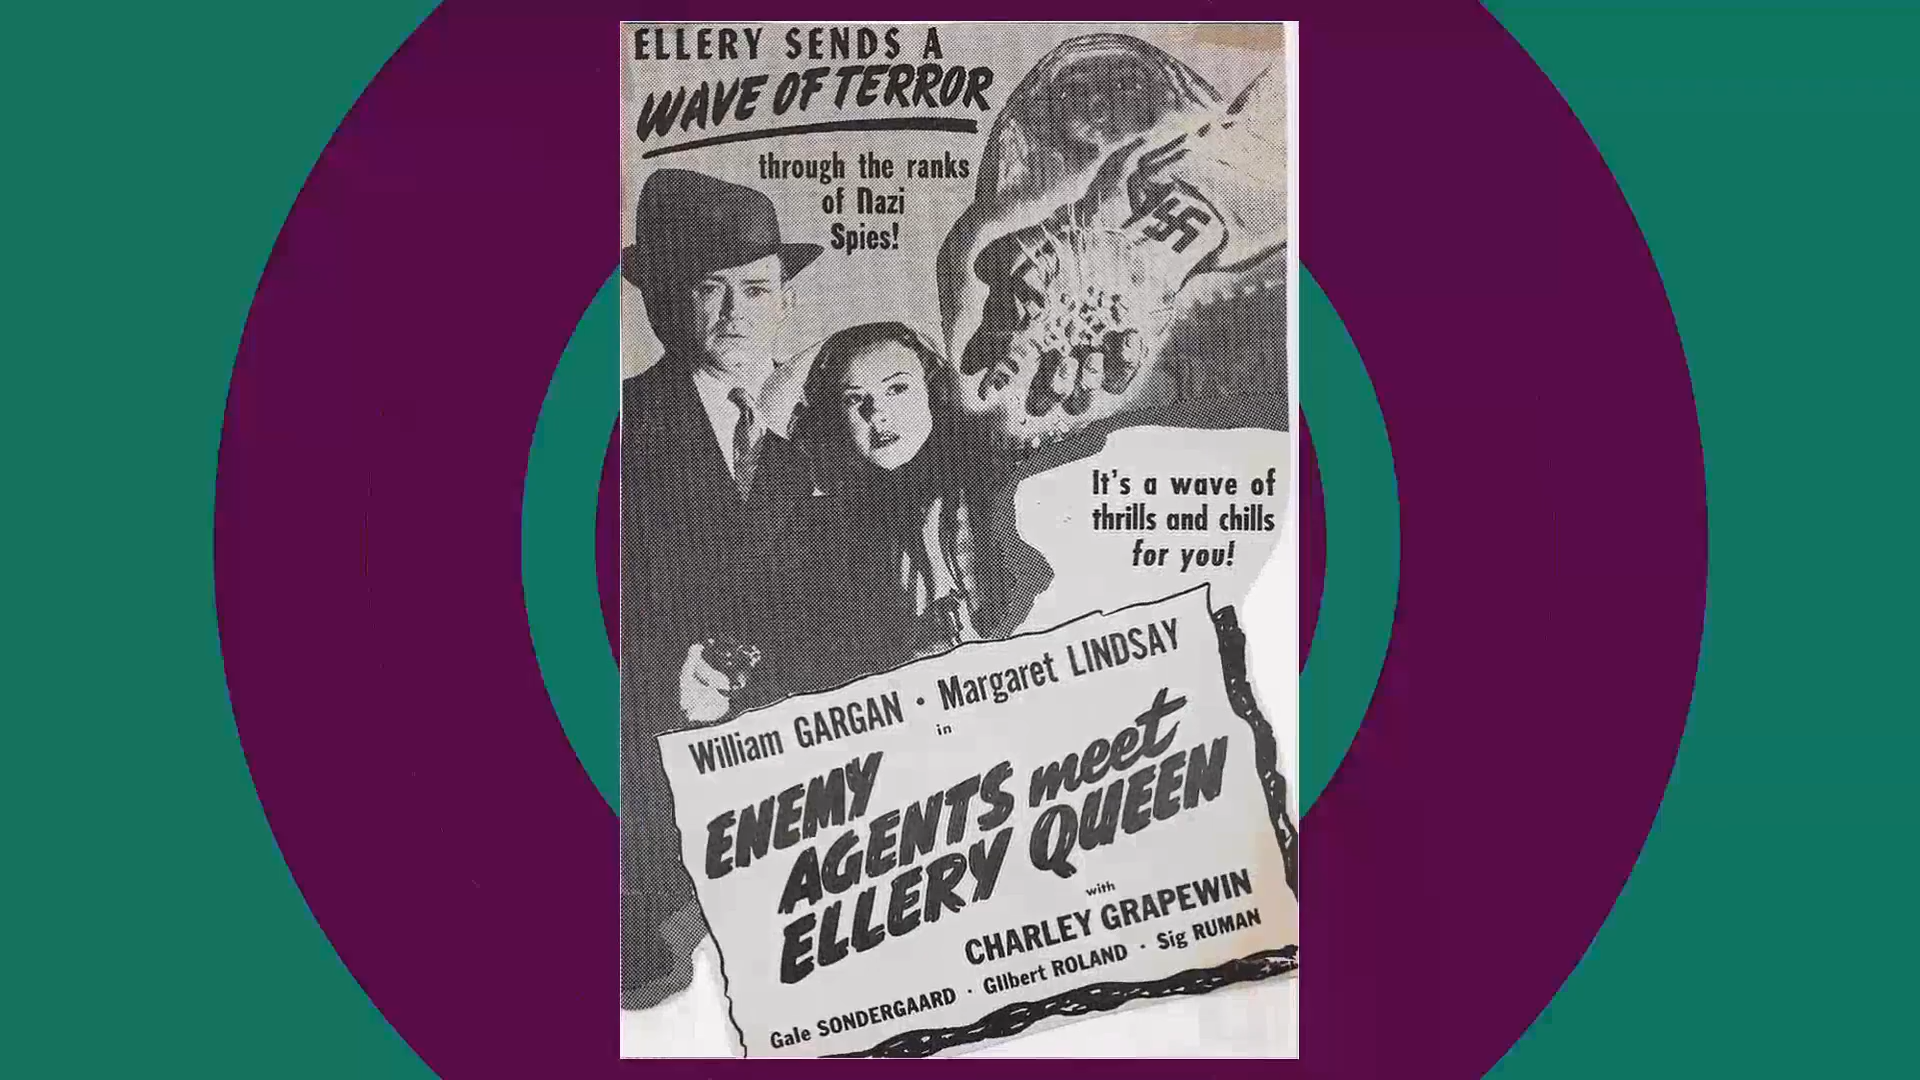 ELLERY SENDS A
WAVE OF TERROR
through the ranks
of Nazi
Spies!
It's a wave of
thrills and chills
for you!
William GARGAN • Margaret LINDSAY
in
ENEMY
AGENTS meet
ELLERY QUEEN
with
CHARLEY GRAPEWIN
Gale SONDERGAARD • Gilbert ROLAND • Sig RUMAN